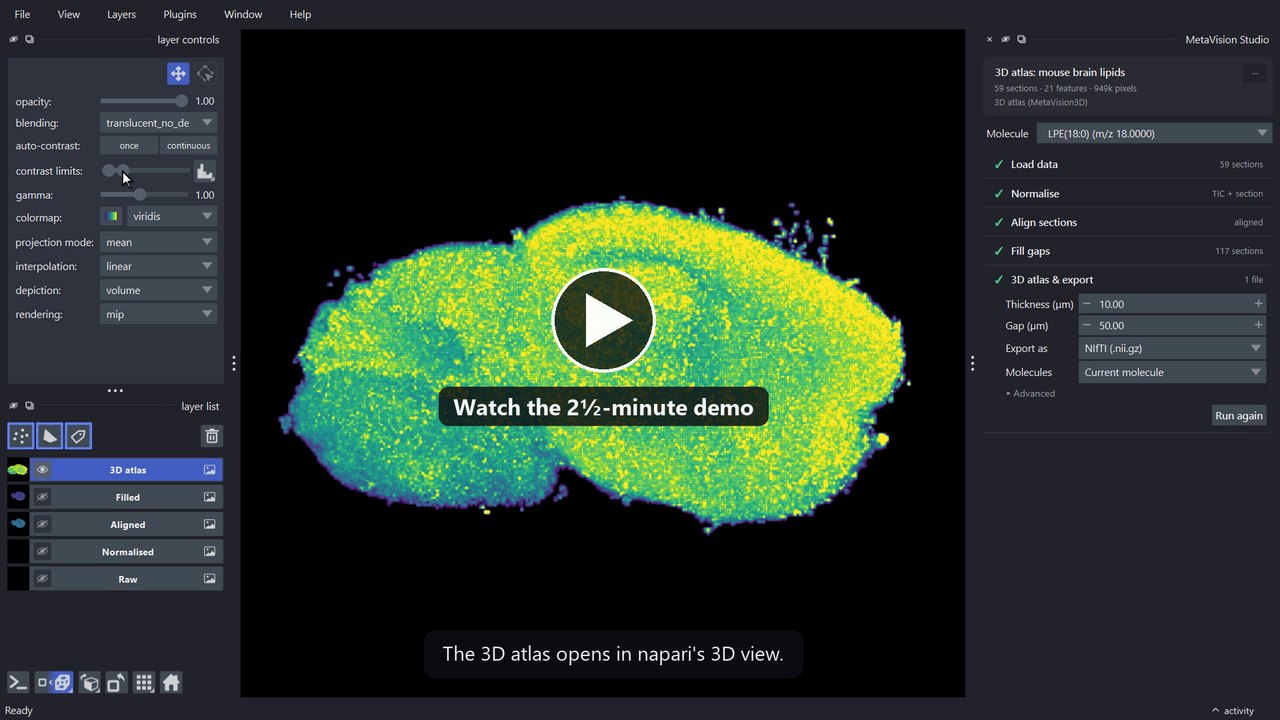 File View Layers Plugins Window Help
layer controls
opacity: 1.00
blending: translucent_no_de
auto-contrast: once continuous
contrast limits:
gamma: 1.00
colormap: viridis
projection mode: mean
interpolation: linear
depiction: volume
rendering: mip
layer list
3D atlas
Filled
Aligned
Normalised
Raw
Ready
Watch the 2½-minute demo
The 3D atlas opens in napari's 3D view.
MetaVision Studio
3D atlas: mouse brain lipids
...
59 sections · 21 features · 949k pixels
3D atlas (MetaVision3D)
Molecule LPE(18:0) (m/z 18.0000)
✓ Load data 59 sections
✓ Normalise TIC + section
✓ Align sections aligned
✓ Fill gaps 117 sections
✓ 3D atlas & export 1 file
Thickness (µm) − 10.00 +
Gap (µm) − 50.00 +
Export as NIfTI (.nii.gz)
Molecules Current molecule
▸ Advanced
Run again
activity